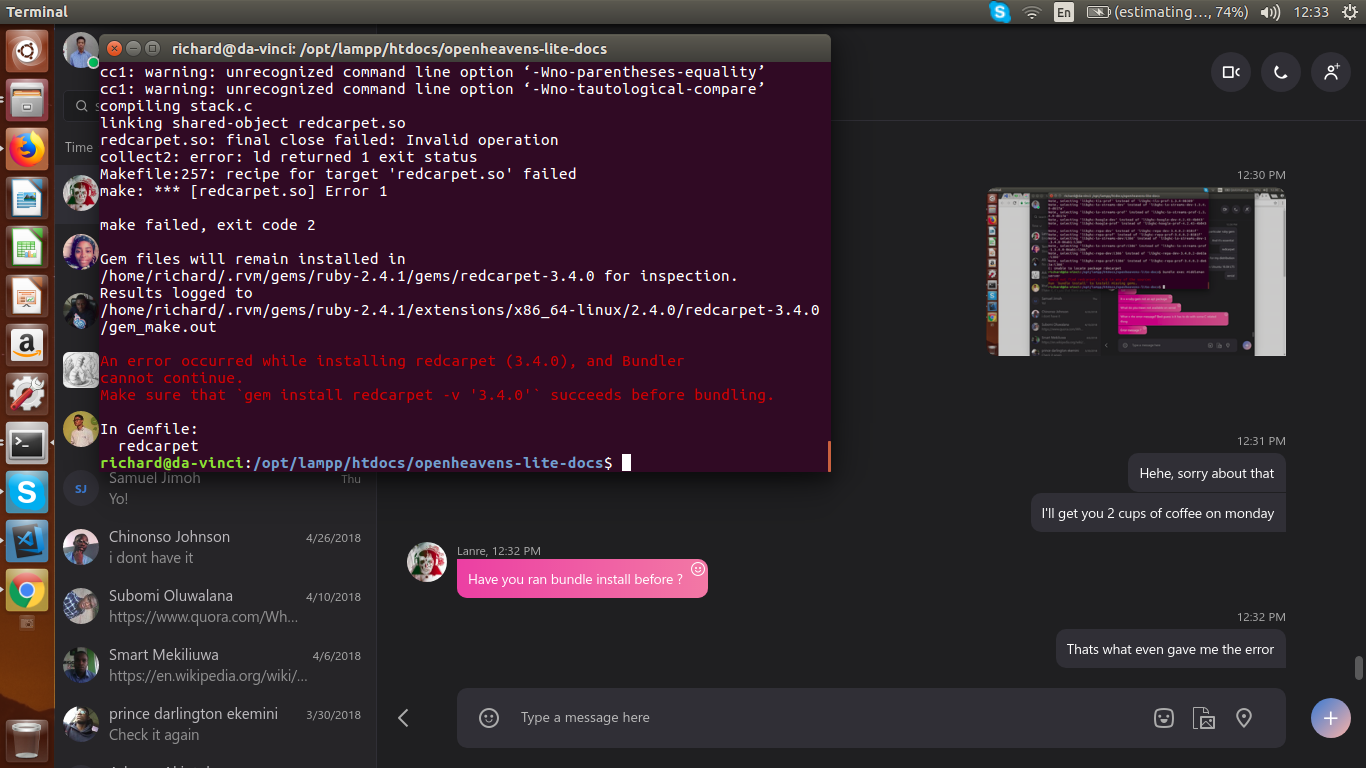 Terminal
En
(estimating..., 74%)
12:33
richard@da-vinci: /opt/lampp/htdocs/openheavens-lite-docs
cc1: warning: unrecognized command line option ‘-Wno-parentheses-equality’
cc1: warning: unrecognized command line option ‘-Wno-tautological-compare’
compiling stack.c
linking shared-object redcarpet.so
redcarpet.so: final close failed: Invalid operation
collect2: error: ld returned 1 exit status
Makefile:257: recipe for target 'redcarpet.so' failed
make: *** [redcarpet.so] Error 1
make failed, exit code 2
Gem files will remain installed in
/home/richard/.rvm/gems/ruby-2.4.1/gems/redcarpet-3.4.0 for inspection.
Results logged to
/home/richard/.rvm/gems/ruby-2.4.1/extensions/x86_64-linux/2.4.0/redcarpet-3.4.0
/gem_make.out
An error occurred while installing redcarpet (3.4.0), and Bundler
cannot continue.
Make sure that `gem install redcarpet -v '3.4.0'` succeeds before bundling.
In Gemfile:
redcarpet
richard@da-vinci:/opt/lampp/htdocs/openheavens-lite-docs$
Time
SJ
Samuel Jimoh
Thu
Yo!
Chinonso Johnson
4/26/2018
i dont have it
Subomi Oluwalana
4/10/2018
https://www.quora.com/Wh...
Smart Mekiliuwa
4/6/2018
https://en.wikipedia.org/wiki/...
prince darlington ekemini
3/30/2018
Check it again
12:30 PM
12:31 PM
Hehe, sorry about that
I'll get you 2 cups of coffee on monday
Lanre, 12:32 PM
Have you ran bundle install before ?
12:32 PM
Thats what even gave me the error
Type a message here